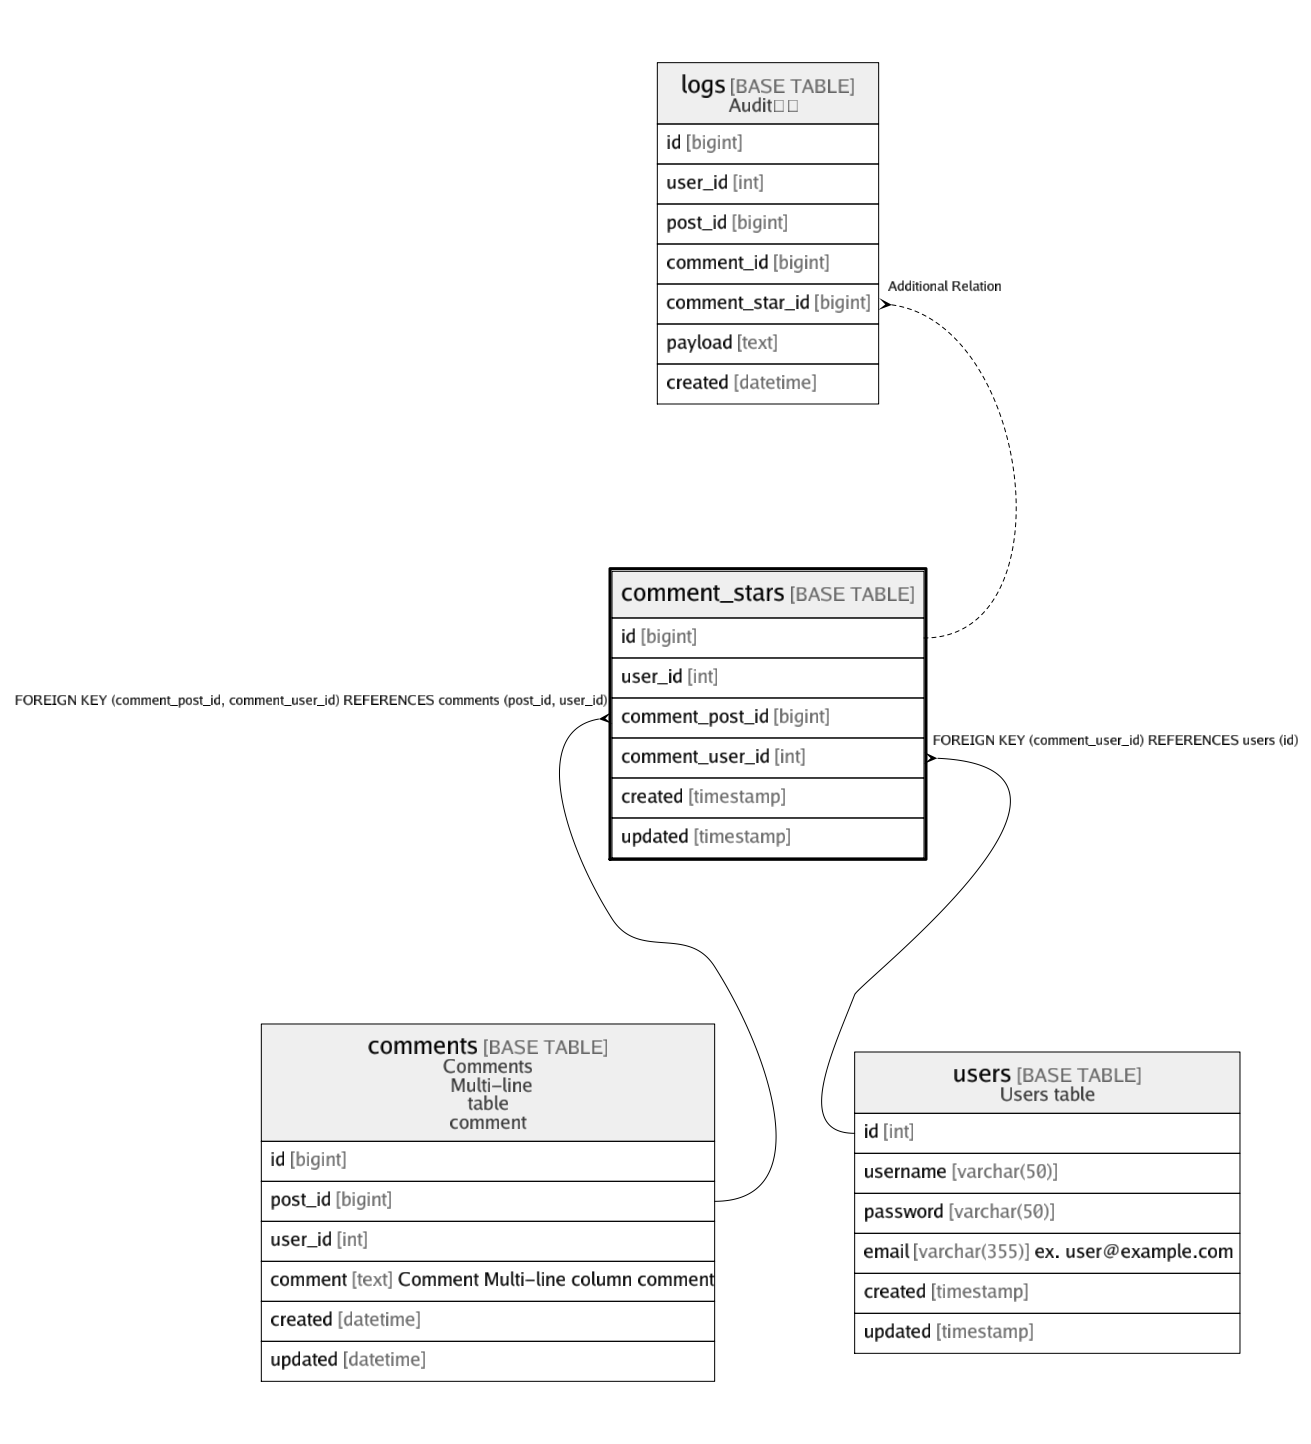 logs [BASE TABLE]
Audit
id [bigint]
user_id [int]
post_id [bigint]
comment_id [bigint]
comment_star_id [bigint]
payload [text]
created [datetime]
Additional Relation
comment_stars [BASE TABLE]
id [bigint]
user_id [int]
comment_post_id [bigint]
comment_user_id [int]
created [timestamp]
updated [timestamp]
FOREIGN KEY (comment_post_id, comment_user_id) REFERENCES comments (post_id, user_id)
FOREIGN KEY (comment_user_id) REFERENCES users (id)
comments [BASE TABLE]
Comments
Multi-line
table
comment
id [bigint]
post_id [bigint]
user_id [int]
comment [text] Comment Multi-line column comment
created [datetime]
updated [datetime]
users [BASE TABLE]
Users table
id [int]
username [varchar(50)]
password [varchar(50)]
email [varchar(355)] ex. user@example.com
created [timestamp]
updated [timestamp]